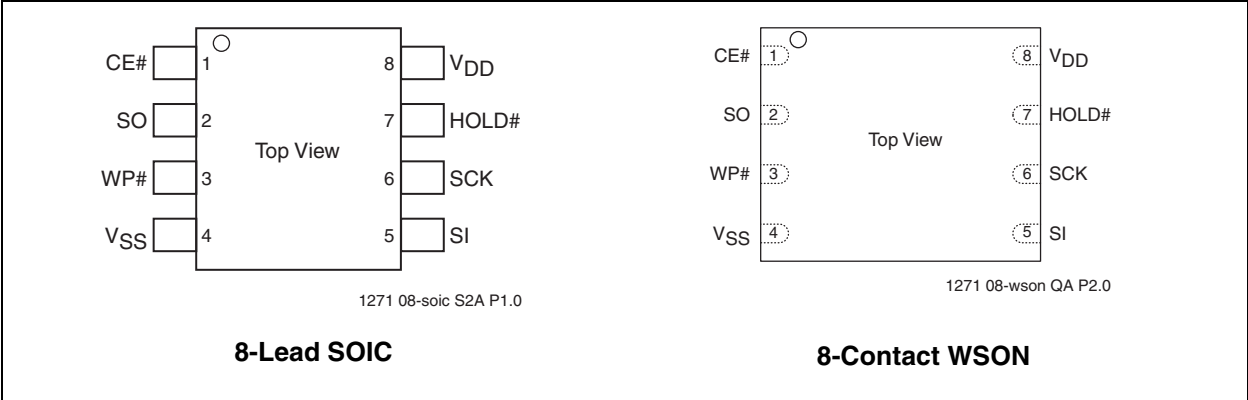 CE# 1 8 VDD
SO 2 7 HOLD#
Top View
WP# 3 6 SCK
VSS 4 5 SI
1271 08-soic S2A P1.0
8-Lead SOIC
CE# 1 8 VDD
SO 2 7 HOLD#
Top View
WP# 3 6 SCK
VSS 4 5 SI
1271 08-wson QA P2.0
8-Contact WSON